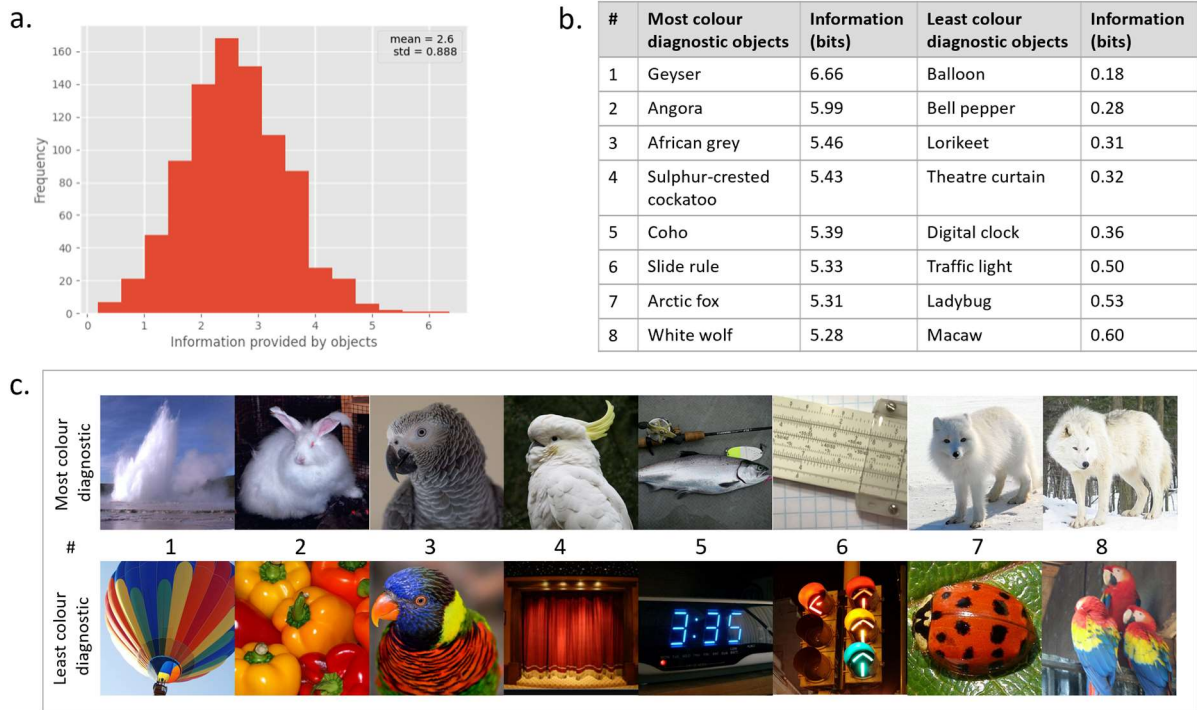 a.
mean = 2.6
std = 0.888
160
140
120
100
80
60
40
20
0
Frequency
0 1 2 3 4 5 6
Information provided by objects
b.
# Most colour diagnostic objects Information (bits) Least colour diagnostic objects Information (bits)
1 Geyser 6.66 Balloon 0.18
2 Angora 5.99 Bell pepper 0.28
3 African grey 5.46 Lorikeet 0.31
4 Sulphur-crested cockatoo 5.43 Theatre curtain 0.32
5 Coho 5.39 Digital clock 0.36
6 Slide rule 5.33 Traffic light 0.50
7 Arctic fox 5.31 Ladybug 0.53
8 White wolf 5.28 Macaw 0.60
c.
Most colour
diagnostic
# 1 2 3 4 5 6 7 8
Least colour
diagnostic
3:35